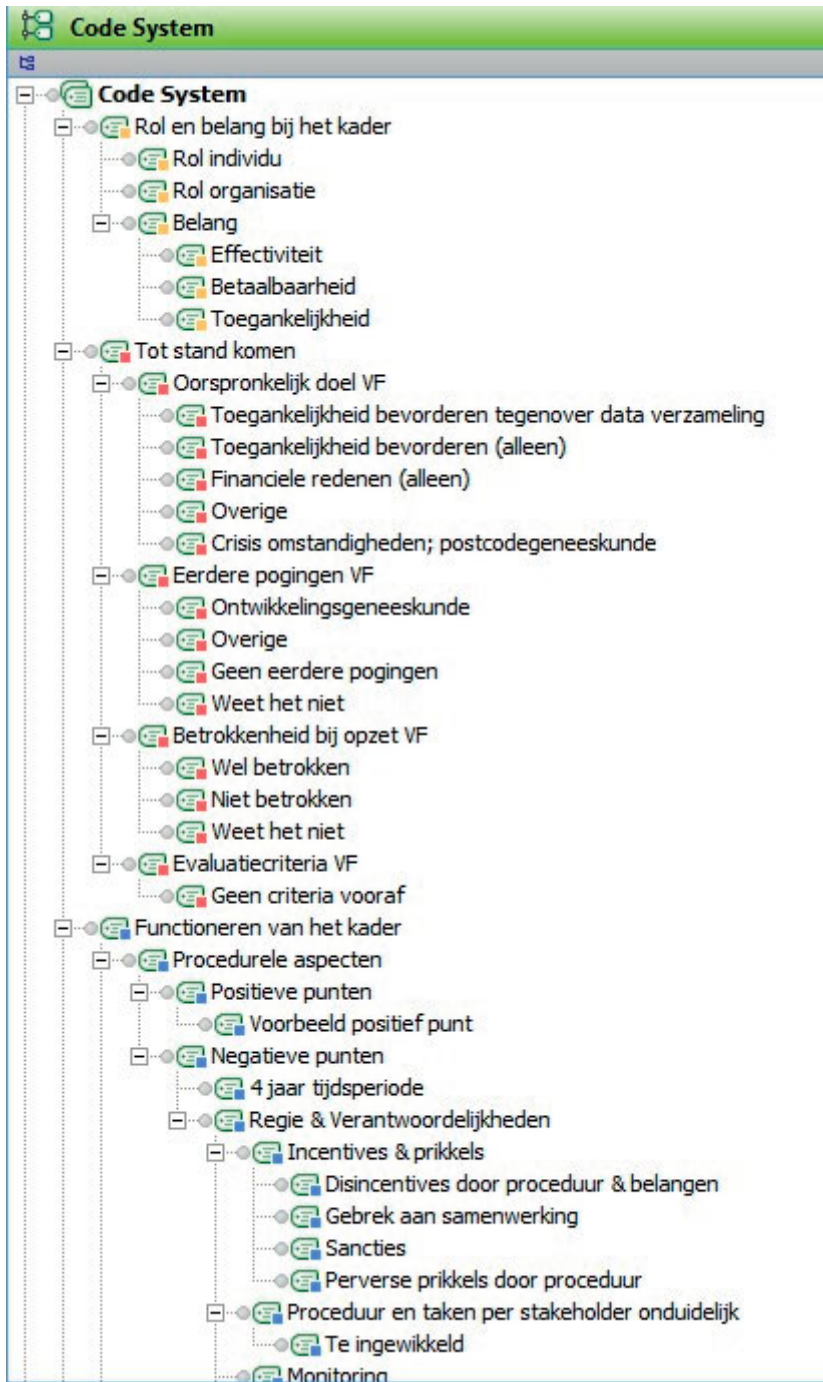 Code System
Code System
Rol en belang bij het kader
Rol individu
Rol organisatie
Belang
Effectiviteit
Betaalbaarheid
Toegankelijkheid
Tot stand komen
Oorspronkelijk doel VF
Toegankelijkheid bevorderen tegenover data verzameling
Toegankelijkheid bevorderen (alleen)
Financiele redenen (alleen)
Overige
Crisis omstandigheden; postcodegeneeskunde
Eerdere pogingen VF
Ontwikkelingsgeneeskunde
Overige
Geen eerdere pogingen
Weet het niet
Betrokkenheid bij opzet VF
Wel betrokken
Niet betrokken
Weet het niet
Evaluatiecriteria VF
Geen criteria vooraf
Functioneren van het kader
Procedurele aspecten
Positieve punten
Voorbeeld positief punt
Negatieve punten
4 jaar tijdsperiode
Regie & Verantwoordelijkheden
Incentives & prikkels
Disincentives door proceduur & belangen
Gebrek aan samenwerking
Sancties
Perverse prikkels door proceduur
Proceduur en taken per stakeholder onduidelijk
Te ingewikkeld
Monitoring